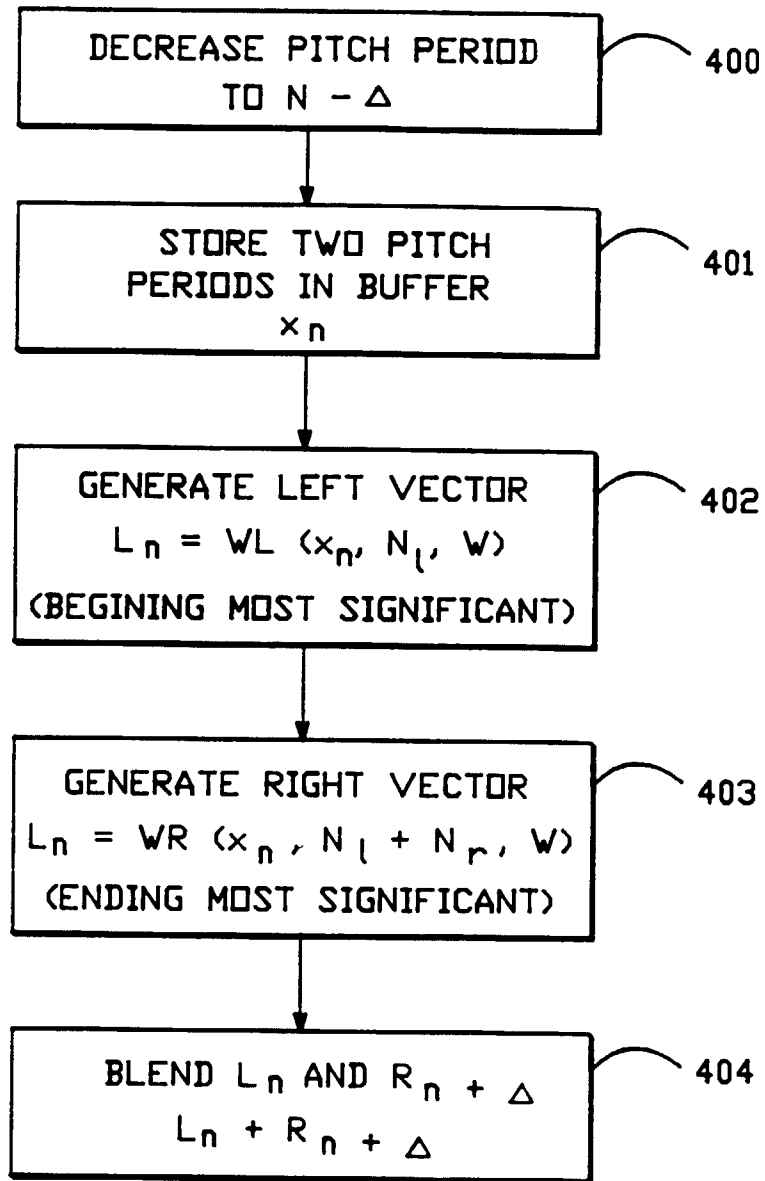 DECREASE PITCH PERIOD
TO N - Δ
400
STORE TWO PITCH
PERIODS IN BUFFER
xn
401
GENERATE LEFT VECTOR
Ln = WL (xn, Nl, W)
(BEGINING MOST SIGNIFICANT)
402
GENERATE RIGHT VECTOR
Ln = WR (xn, Nl + Nr, W)
(ENDING MOST SIGNIFICANT)
403
BLEND Ln AND Rn + Δ
Ln + Rn + Δ
404